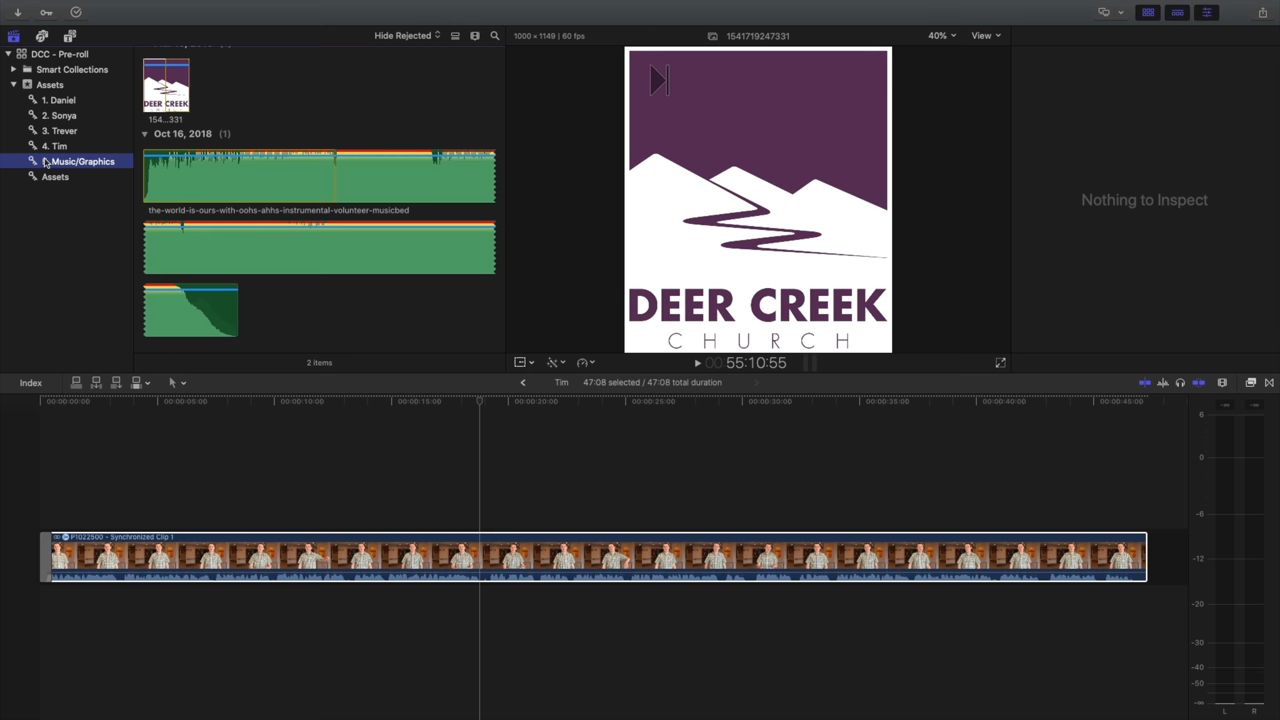 Hide Rejected
1000 × 1149 | 60 fps
1541719247331
40%
View
DCC - Pre-roll
Smart Collections
Assets
1. Daniel
2. Sonya
3. Trever
4. Tim
Music/Graphics
Assets
154...331
Oct 16, 2018 (1)
the-world-is-ours-with-oohs-ahhs-instrumental-volunteer-musicbed
2 items
DEER CREEK
CHURCH
DEER CREEK
CHURCH
55:10:55
Nothing to Inspect
Index
Tim
47:08 selected / 47:08 total duration
00:00:00:00
00:00:05:00
00:00:10:00
00:00:15:00
00:00:20:00
00:00:25:00
00:00:30:00
00:00:35:00
00:00:40:00
00:00:45:00
P1022500 - Synchronized Clip 1
6
0
-6
-12
-20
-30
-40
-50
-∞
L R